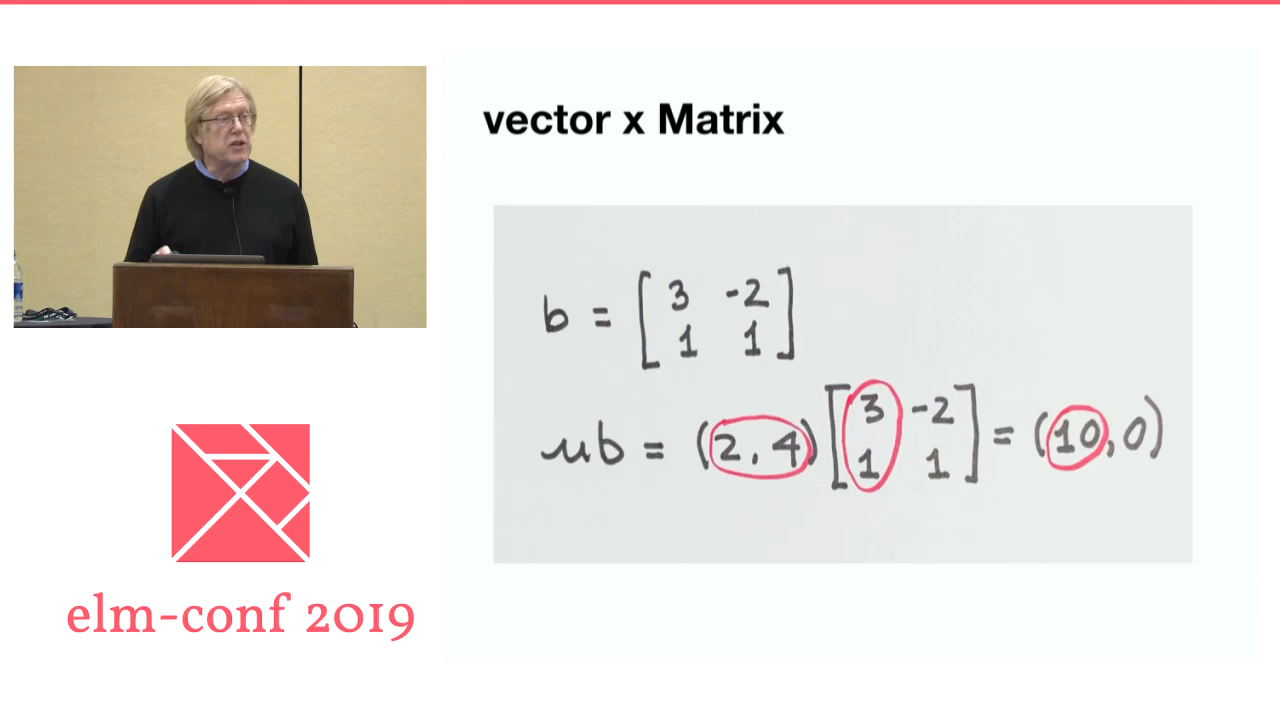 vector x Matrix
b = [ 3 -2
1 1 ]
ub = (2, 4) [ 3 -2
1 1 ] = (10, 0)
elm-conf 2019